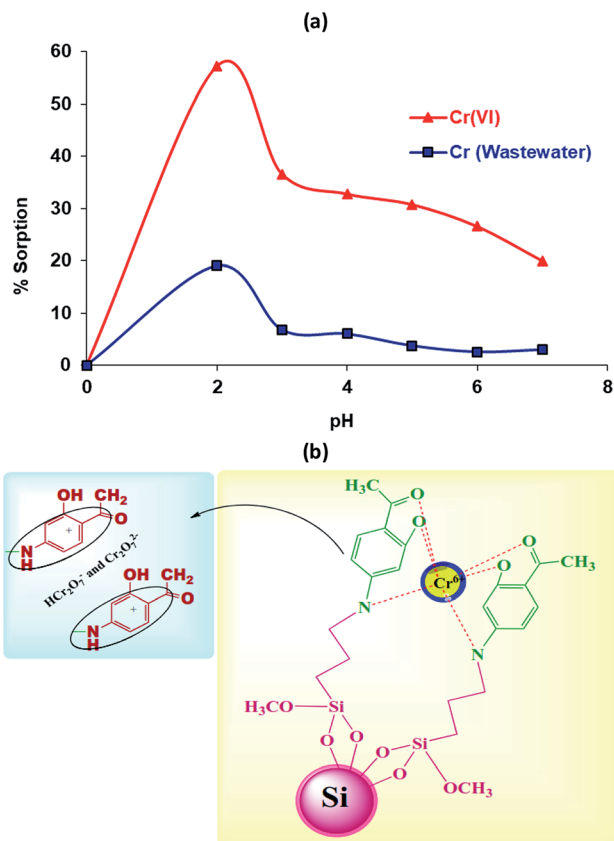 (a)
60
50
40
30
20
10
0
% Sorption
Cr(VI)
Cr (Wastewater)
0
2
4
6
8
pH
(b)
OH
CH₂
O
+
N
H
HCr₂O₇⁻ and Cr₂O₇²⁻
OH
CH₂
O
+
N
H
H₃C
O
O
Cr⁶⁺
O
O
CH₃
N
N
H₃CO
Si
O
O
O
O
Si
OCH₃
Si